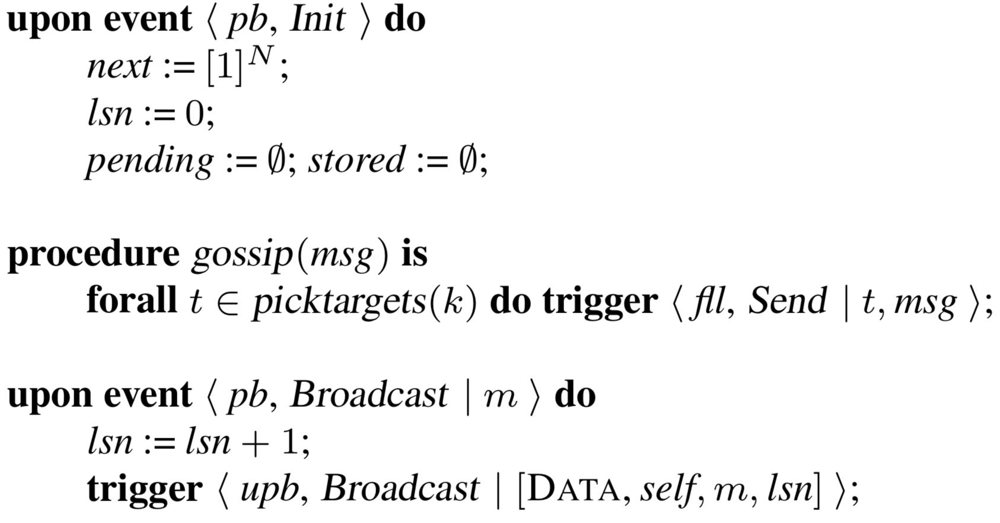 upon event ⟨ pb, Init ⟩ do
next := [1]^N;
lsn := 0;
pending := ∅; stored := ∅;
procedure gossip(msg) is
forall t ∈ picktargets(k) do trigger ⟨ fll, Send | t, msg ⟩;
upon event ⟨ pb, Broadcast | m ⟩ do
lsn := lsn + 1;
trigger ⟨ upb, Broadcast | [DATA, self, m, lsn] ⟩;